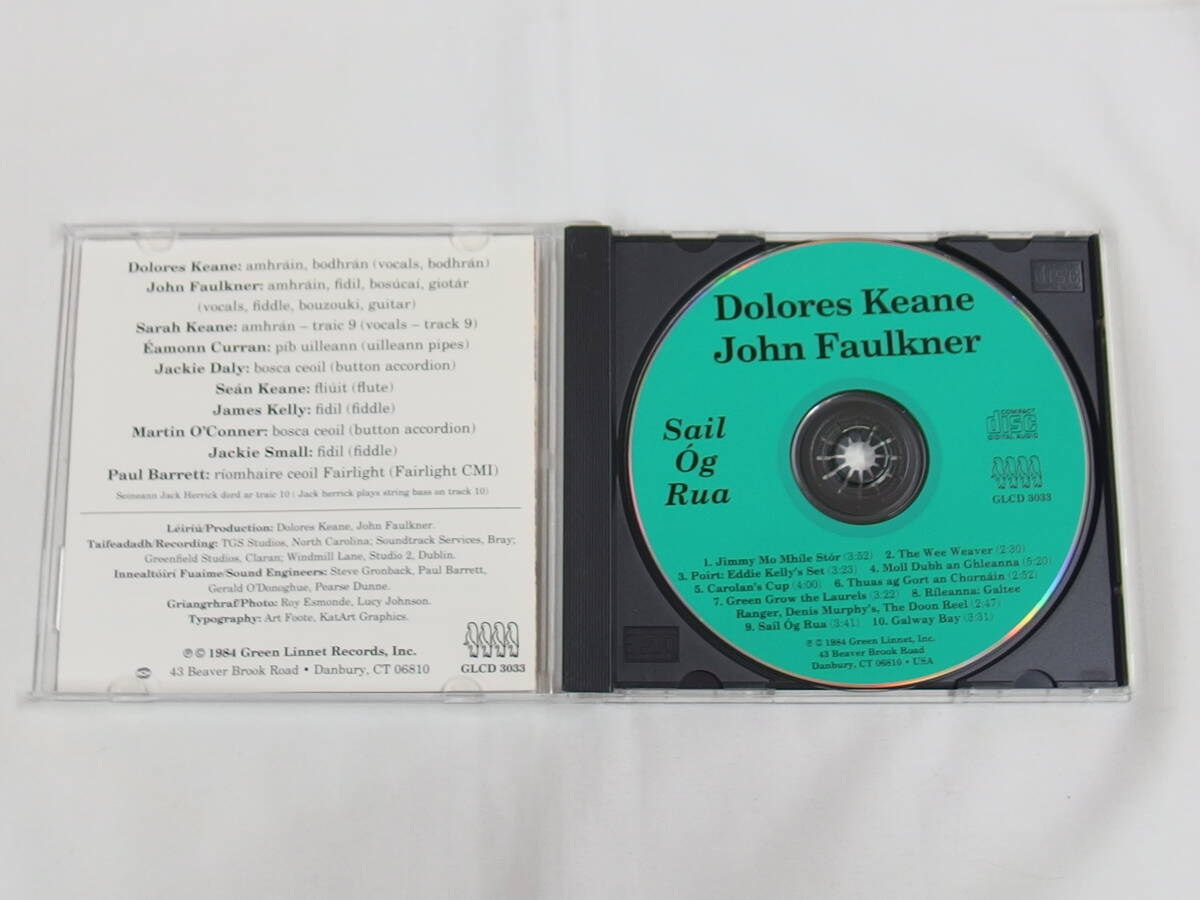 Dolores Keane: amhráin, bodhrán (vocals, bodhrán)
John Faulkner: amhráin, fidil, bosúcaí, giotár
(vocals, fiddle, bouzouki, guitar)
Sarah Keane: amhrán – traic 9 (vocals – track 9)
Éamonn Curran: píb uilleann (uilleann pipes)
Jackie Daly: bosca ceoil (button accordion)
Seán Keane: fliúit (flute)
James Kelly: fidil (fiddle)
Martin O'Conner: bosca ceoil (button accordion)
Jackie Small: fidil (fiddle)
Paul Barrett: ríomhaire ceoil Fairlight (Fairlight CMI)
Seineann Jack Herrick dord ar traic 10 ( Jack herrick plays string bass on track 10)
Léiriú/Production: Dolores Keane, John Faulkner.
Taifeadadh/Recording: TGS Studios, North Carolina; Soundtrack Services, Bray;
Greenfield Studios, Claran; Windmill Lane, Studio 2, Dublin.
Innealtóirí Fuaime/Sound Engineers: Steve Gronback, Paul Barrett,
Gerald O'Donoghue, Pearse Dunne.
Griangrhraf/Photo: Roy Esmonde, Lucy Johnson.
Typography: Art Foote, KatArt Graphics.
℗ © 1984 Green Linnet Records, Inc.
43 Beaver Brook Road • Danbury, CT 06810
GLCD 3033
Dolores Keane
John Faulkner
Sail
Óg
Rua
COMPACT
disc
DIGITAL AUDIO
GLCD 3033
1. Jimmy Mo Mhíle Stór (3:52) 2. The Wee Weaver (2:30)
3. Poirt: Eddie Kelly's Set (3:23) 4. Moll Dubh an Ghleanna (5:20)
5. Carolan's Cup (4:00) 6. Thuas ag Gort an Chornáin (2:52)
7. Green Grow the Laurels (3:22) 8. Ríleanna: Galtee
Ranger, Denis Murphy's, The Doon Reel (2:47)
9. Sail Óg Rua (3:41) 10. Galway Bay (3:31)
℗ © 1984 Green Linnet, Inc.
43 Beaver Brook Road
Danbury, CT 06810 • USA